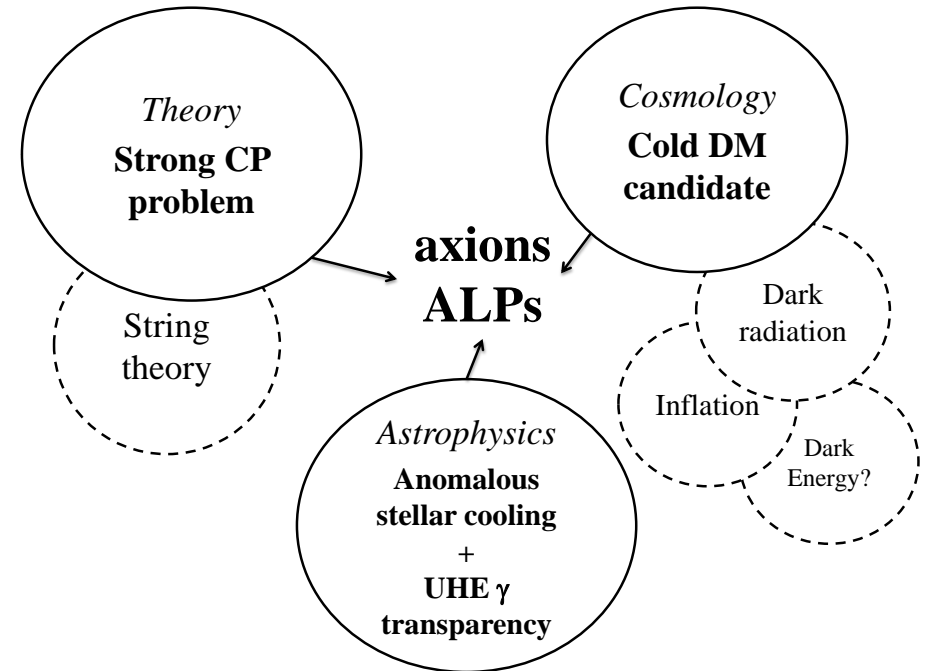 Theory
Strong CP
problem
Cosmology
Cold DM
candidate
axions
ALPs
String
theory
Dark
radiation
Inflation
Dark
Energy?
Astrophysics
Anomalous
stellar cooling
+
UHE γ
transparency